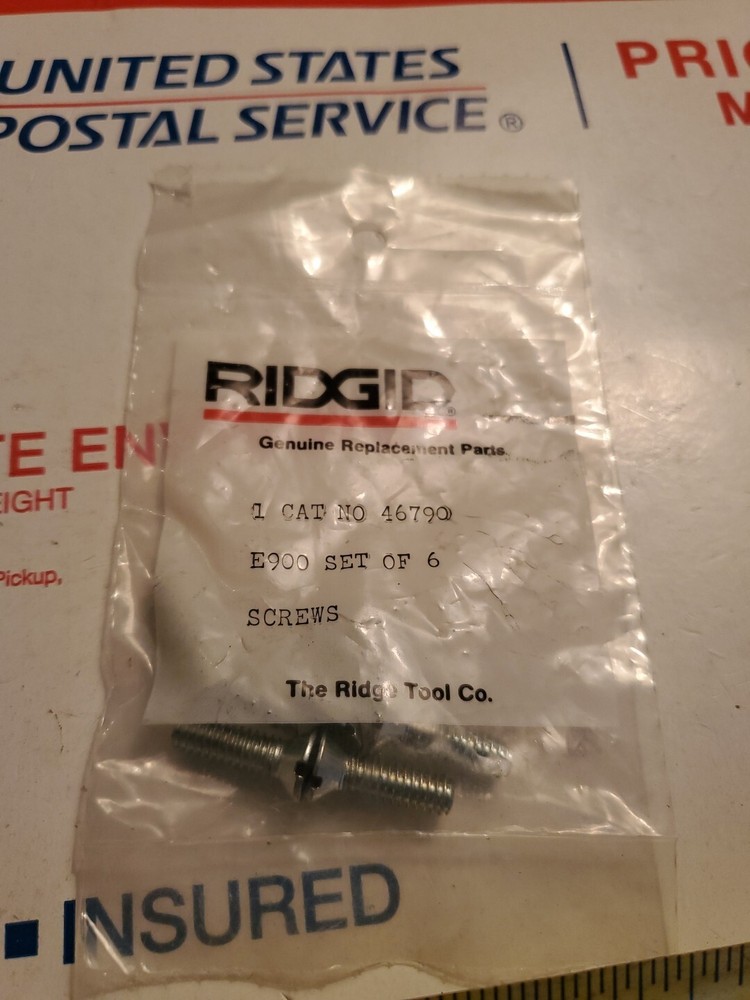 UNITED STATES
POSTAL SERVICE®
PRI
M
TE EN
EIGHT
Pickup,
RIDGID®
Genuine Replacement Parts
1 CAT NO 46790
E900 SET OF 6
SCREWS
The Ridge Tool Co.
INSURED